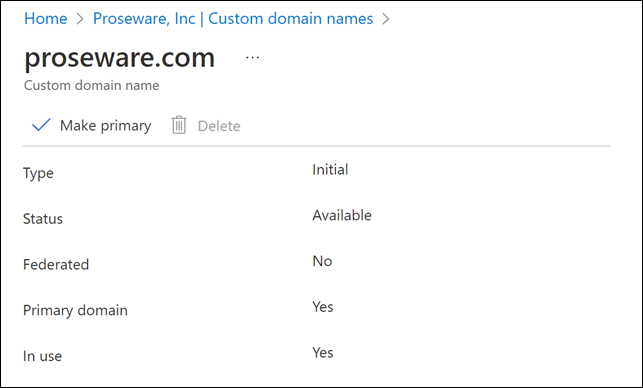 Home > Proseware, Inc | Custom domain names >
proseware.com ...
Custom domain name
Make primary Delete
Type Initial
Status Available
Federated No
Primary domain Yes
In use Yes